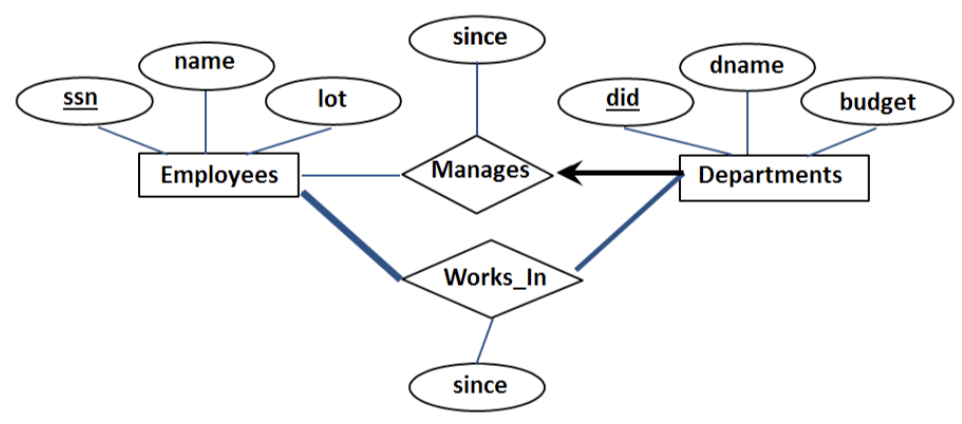 since
name
dname
ssn
lot
did
budget
Employees
Manages
Departments
Works_In
since